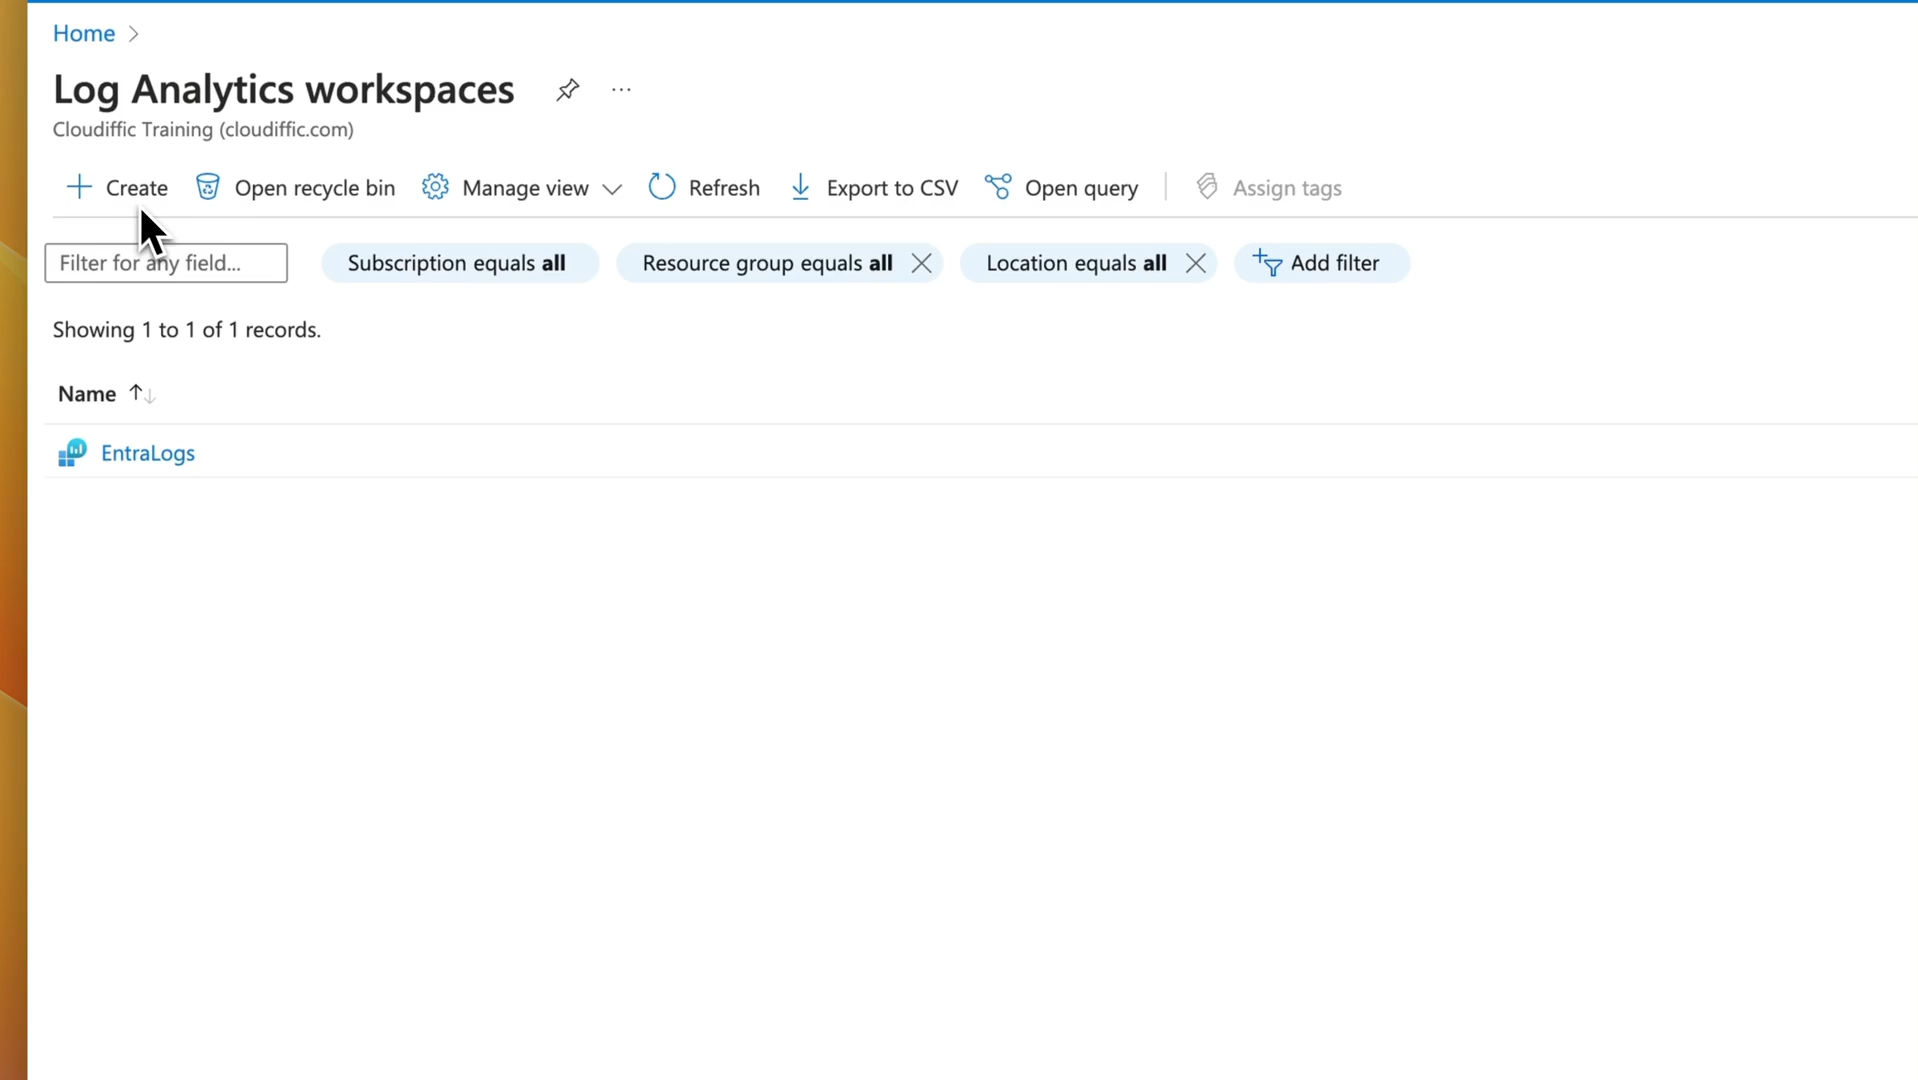 Home
Log Analytics workspaces
Cloudiffic Training (cloudiffic.com)
Create Open recycle bin Manage view Refresh Export to CSV Open query Assign tags
Filter for any field... Subscription equals all Resource group equals all Location equals all Add filter
Showing 1 to 1 of 1 records.
Name
EntraLogs